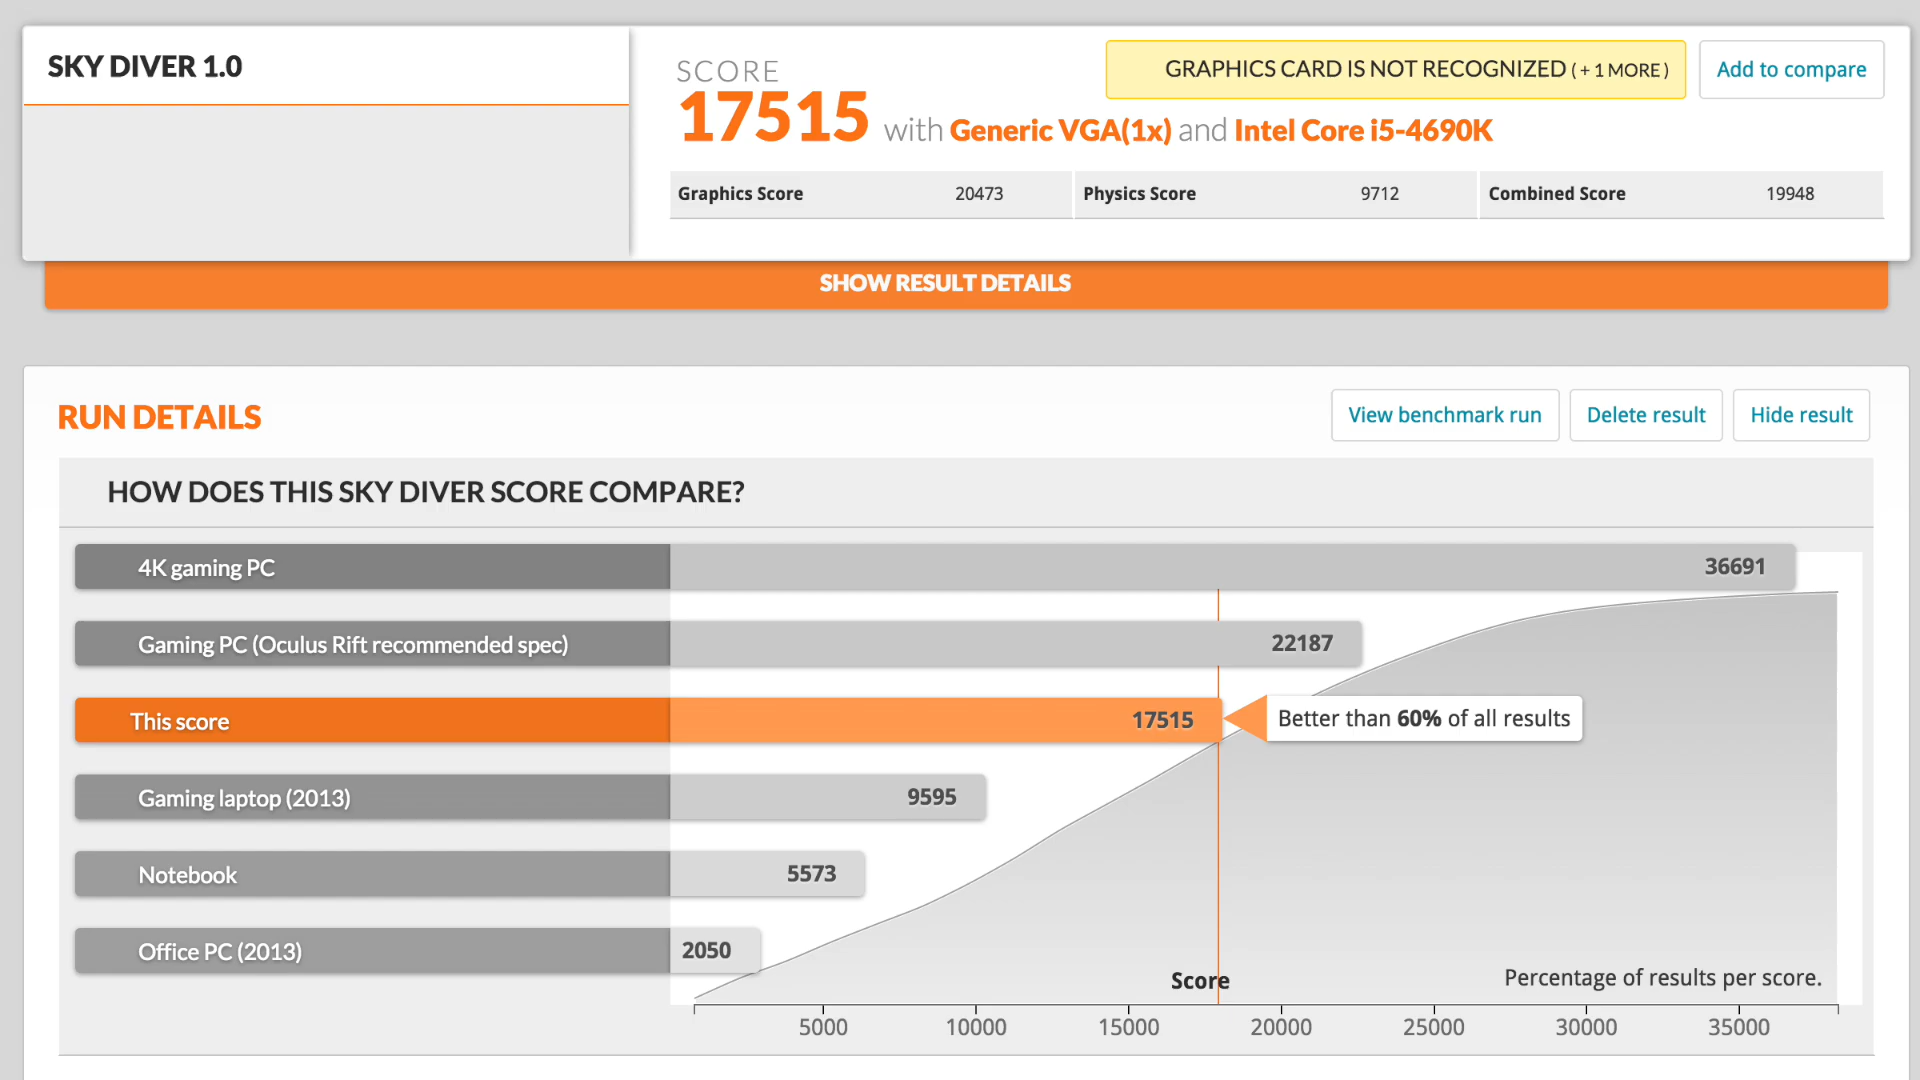 SKY DIVER 1.0
SCORE
GRAPHICS CARD IS NOT RECOGNIZED ( + 1 MORE )
Add to compare
17515 with Generic VGA(1x) and Intel Core i5-4690K
Graphics Score 20473 Physics Score 9712 Combined Score 19948
SHOW RESULT DETAILS
RUN DETAILS
View benchmark run
Delete result
Hide result
HOW DOES THIS SKY DIVER SCORE COMPARE?
4K gaming PC 36691
Gaming PC (Oculus Rift recommended spec) 22187
This score 17515 Better than 60% of all results
Gaming laptop (2013) 9595
Notebook 5573
Office PC (2013) 2050
Score
Percentage of results per score.
5000 10000 15000 20000 25000 30000 35000